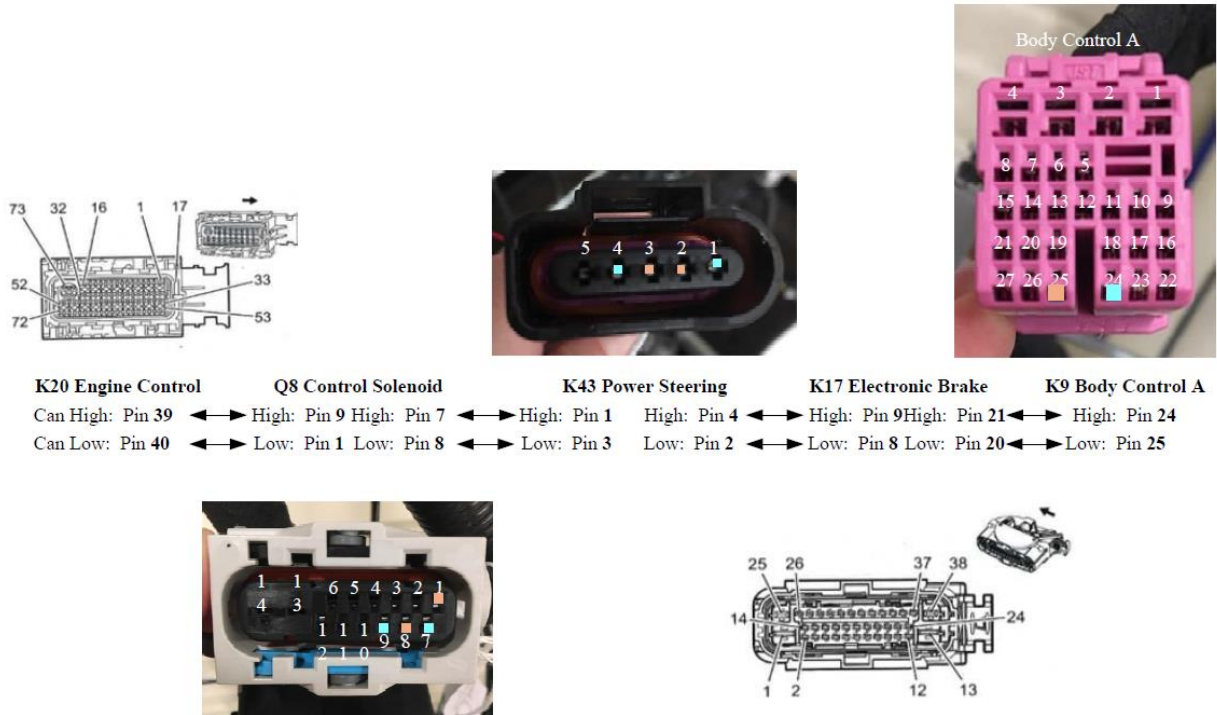 Body Control A
4 3 2 1
8 7 6 5
15 14 13 12 11 10 9
21 20 19 18 17 16
27 26 25 24 23 22
73 32 16 1 17
52 33
72 53
5 4 3 2 1
K20 Engine Control Q8 Control Solenoid K43 Power Steering K17 Electronic Brake K9 Body Control A
Can High: Pin 39 High: Pin 9 High: Pin 7 High: Pin 1 High: Pin 4 High: Pin 9High: Pin 21 High: Pin 24
Can Low: Pin 40 Low: Pin 1 Low: Pin 8 Low: Pin 3 Low: Pin 2 Low: Pin 8 Low: Pin 20 Low: Pin 25
1 1 6 5 4 3 2 1
4 3
1 1 1 9 8 7
2 1 0
25 26 37 38
14 24
1 2 12 13